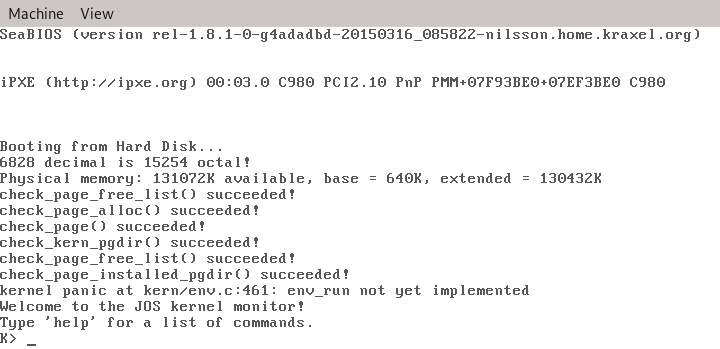 Machine View
SeaBIOS (version rel-1.8.1-0-g4adadbd-20150316_085822-nilsson.home.kraxel.org)
iPXE (http://ipxe.org) 00:03.0 C980 PCI2.10 PnP PMM+07F93BE0+07EF3BE0 C980
Booting from Hard Disk...
6828 decimal is 15254 octal!
Physical memory: 131072K available, base = 640K, extended = 130432K
check_page_free_list() succeeded!
check_page_alloc() succeeded!
check_page() succeeded!
check_kern_pgdir() succeeded!
check_page_free_list() succeeded!
check_page_installed_pgdir() succeeded!
kernel panic at kern/env.c:461: env_run not yet implemented
Welcome to the JOS kernel monitor!
Type 'help' for a list of commands.
K> _